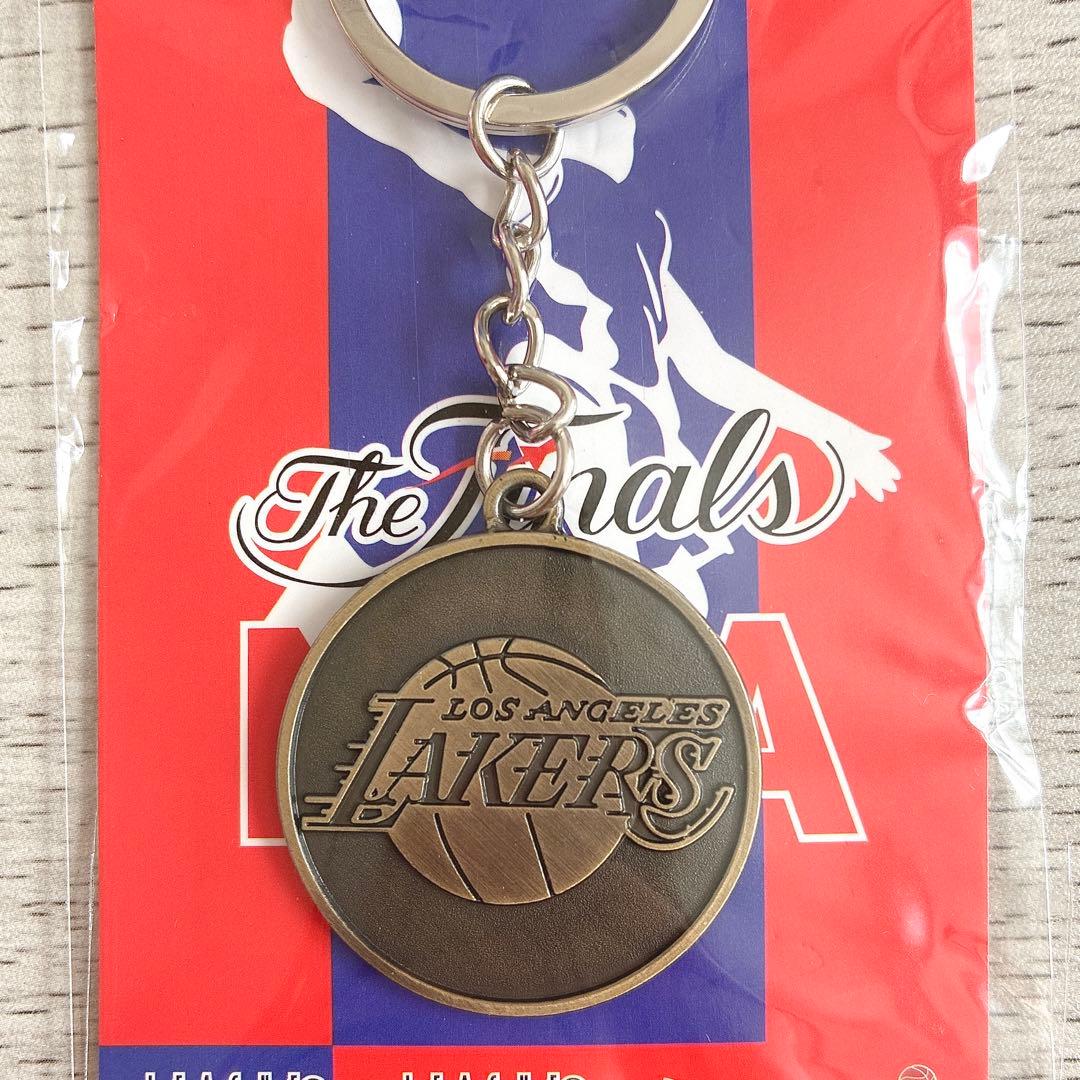 The Finals
LOS ANGELES
LAKERS